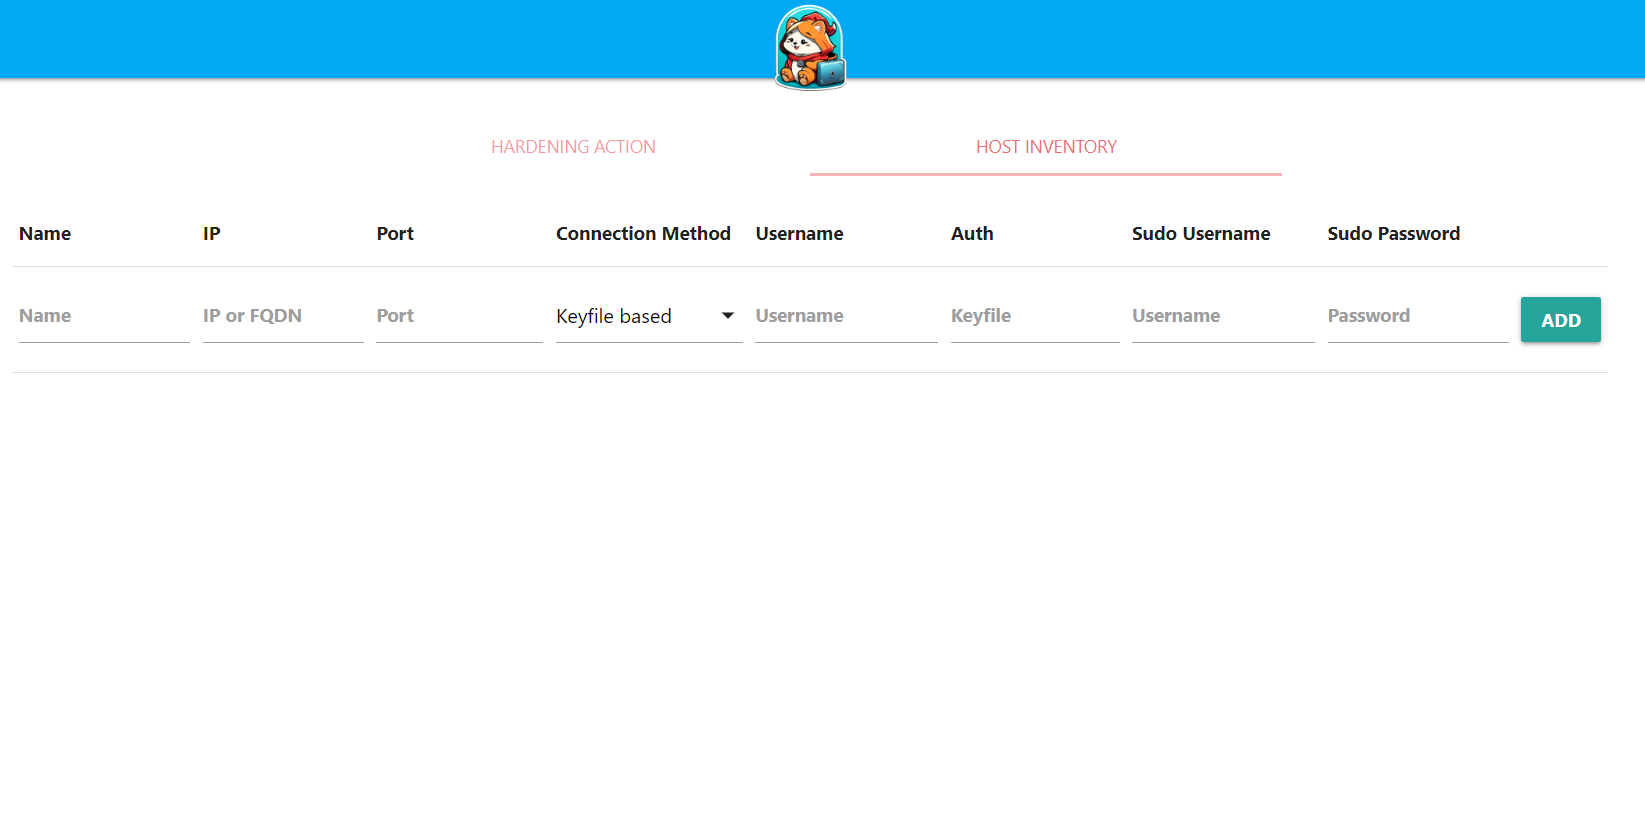 HARDENING ACTION HOST INVENTORY
Name IP Port Connection Method Username Auth Sudo Username Sudo Password
Name IP or FQDN Port Keyfile based Username Keyfile Username Password ADD